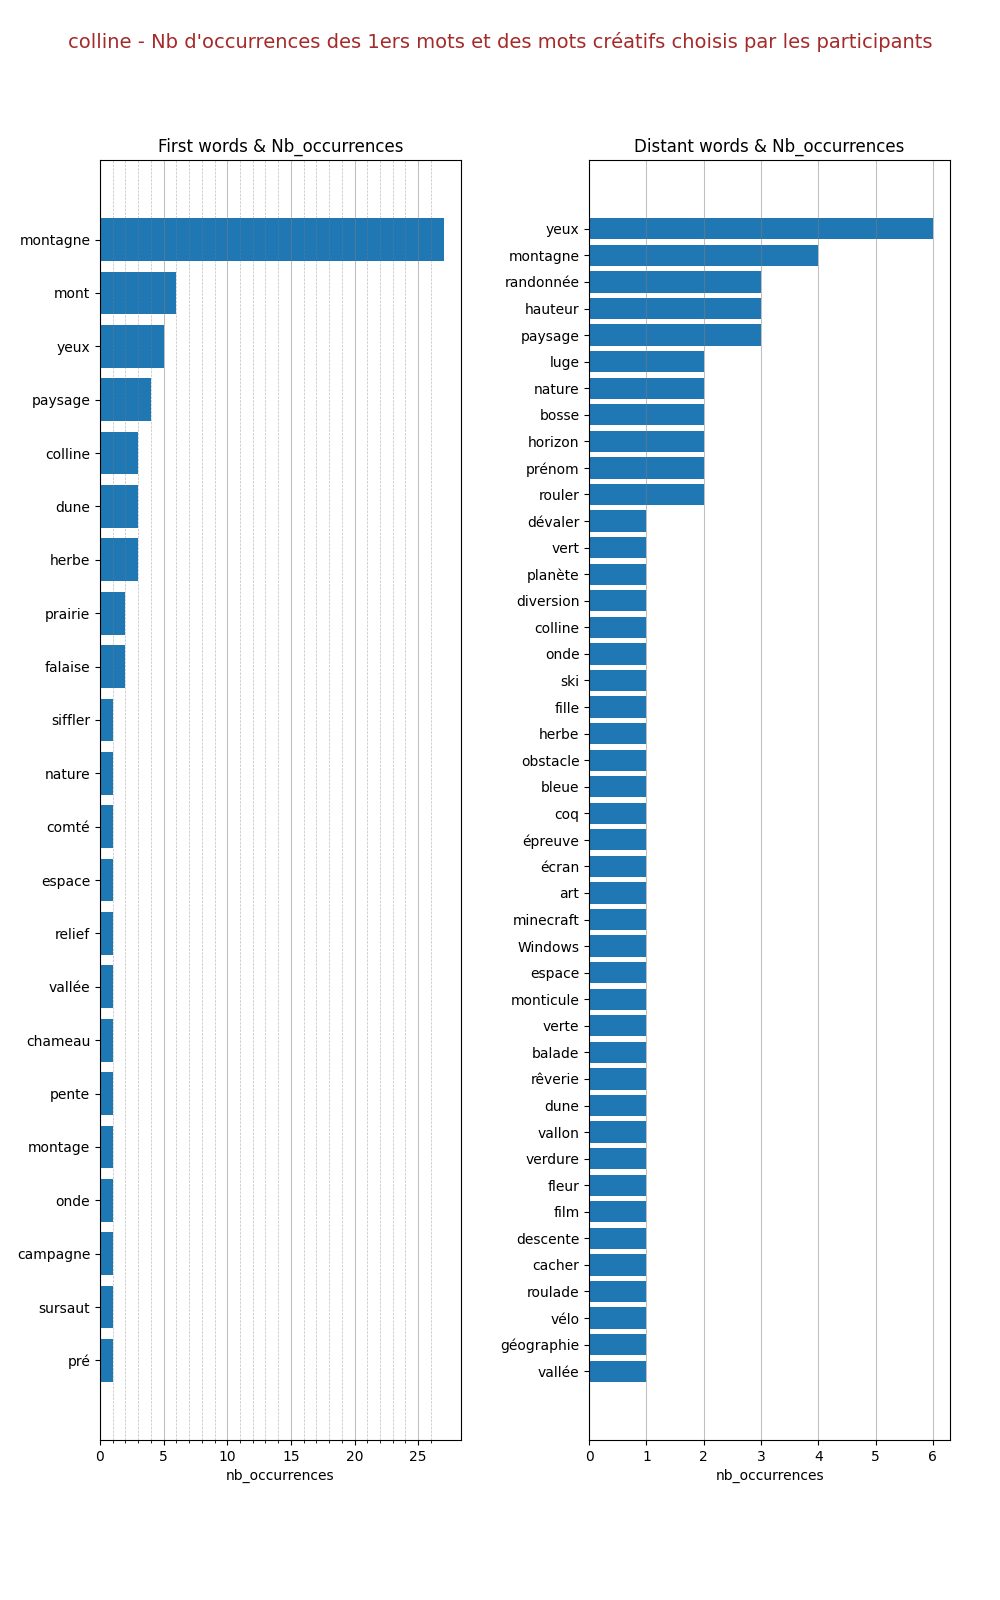 colline - Nb d'occurrences des 1ers mots et des mots créatifs choisis par les participants
First words & Nb_occurrences
montagne
mont
yeux
paysage
colline
dune
herbe
prairie
falaise
siffler
nature
comté
espace
relief
vallée
chameau
pente
montage
onde
campagne
sursaut
pré
0 5 10 15 20 25
nb_occurrences
Distant words & Nb_occurrences
yeux
montagne
randonnée
hauteur
paysage
luge
nature
bosse
horizon
prénom
rouler
dévaler
vert
planète
diversion
colline
onde
ski
fille
herbe
obstacle
bleue
coq
épreuve
écran
art
minecraft
Windows
espace
monticule
verte
balade
rêverie
dune
vallon
verdure
fleur
film
descente
cacher
roulade
vélo
géographie
vallée
0 1 2 3 4 5 6
nb_occurrences